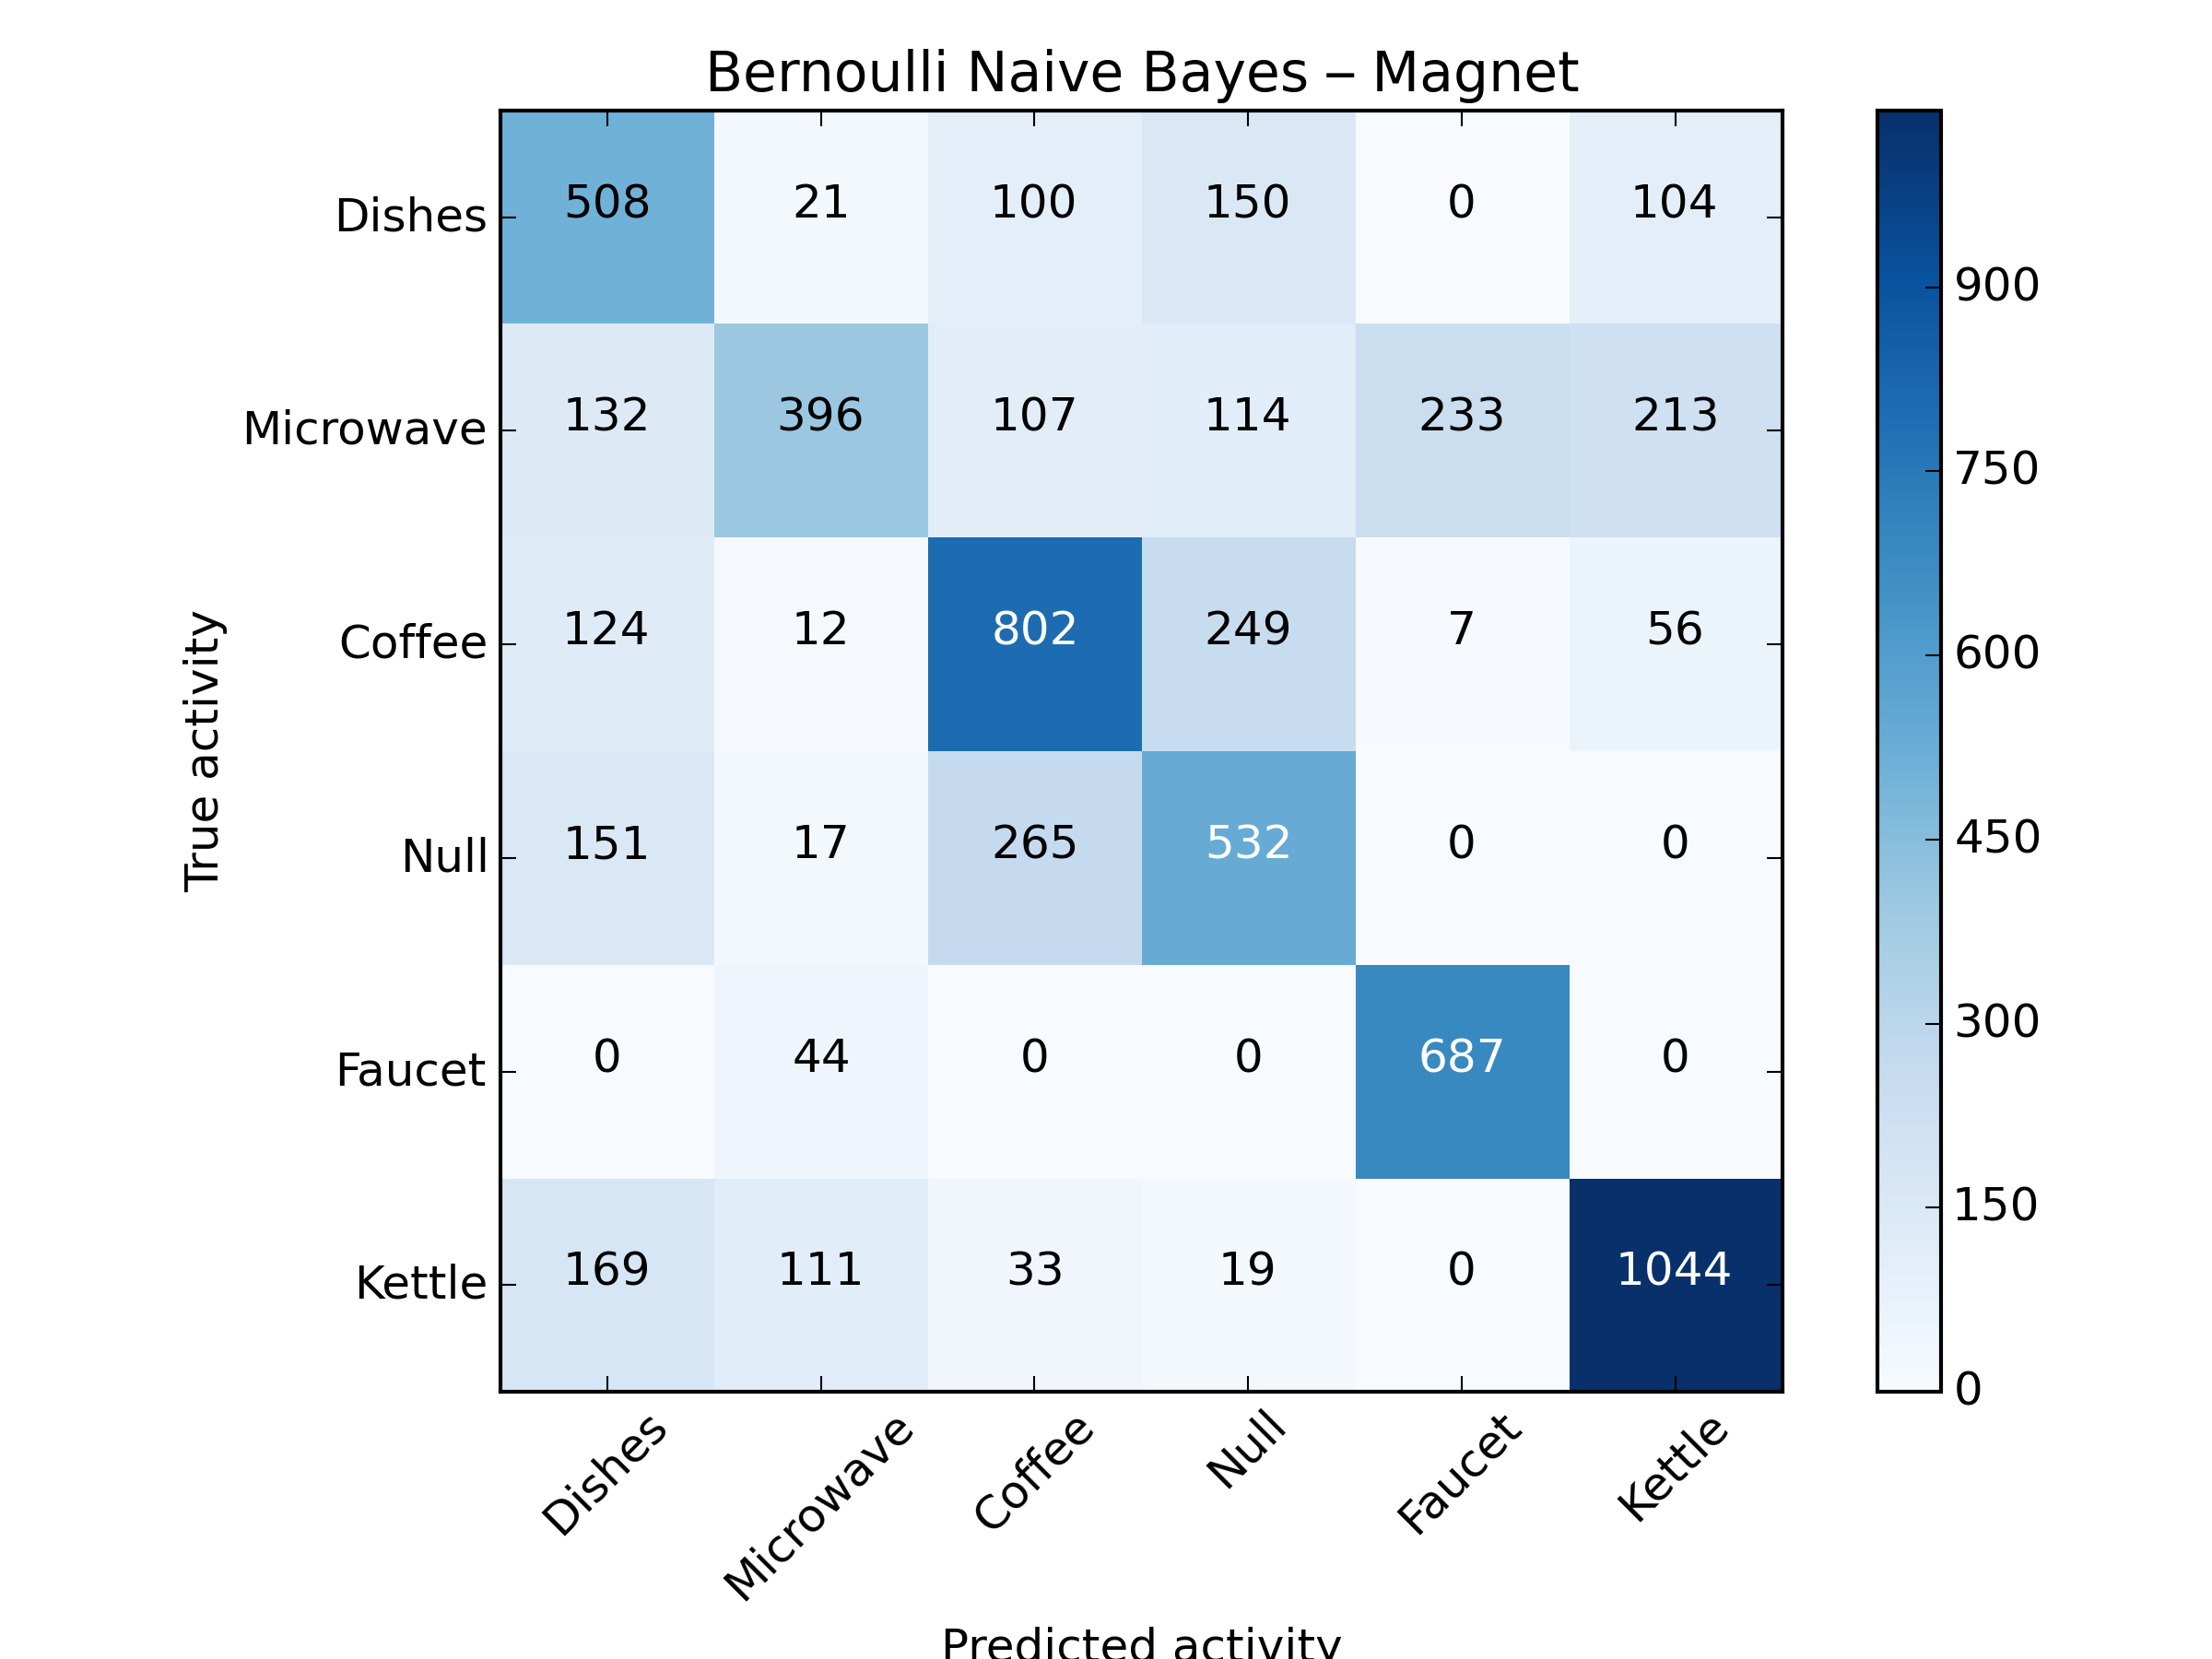 Bernoulli Naive Bayes – Magnet
Dishes 508 21 100 150 0 104
Microwave 132 396 107 114 233 213
Coffee 124 12 802 249 7 56
Null 151 17 265 532 0 0
Faucet 0 44 0 0 687 0
Kettle 169 111 33 19 0 1044
True activity
Dishes Microwave Coffee Null Faucet Kettle
Predicted activity
900
750
600
450
300
150
0